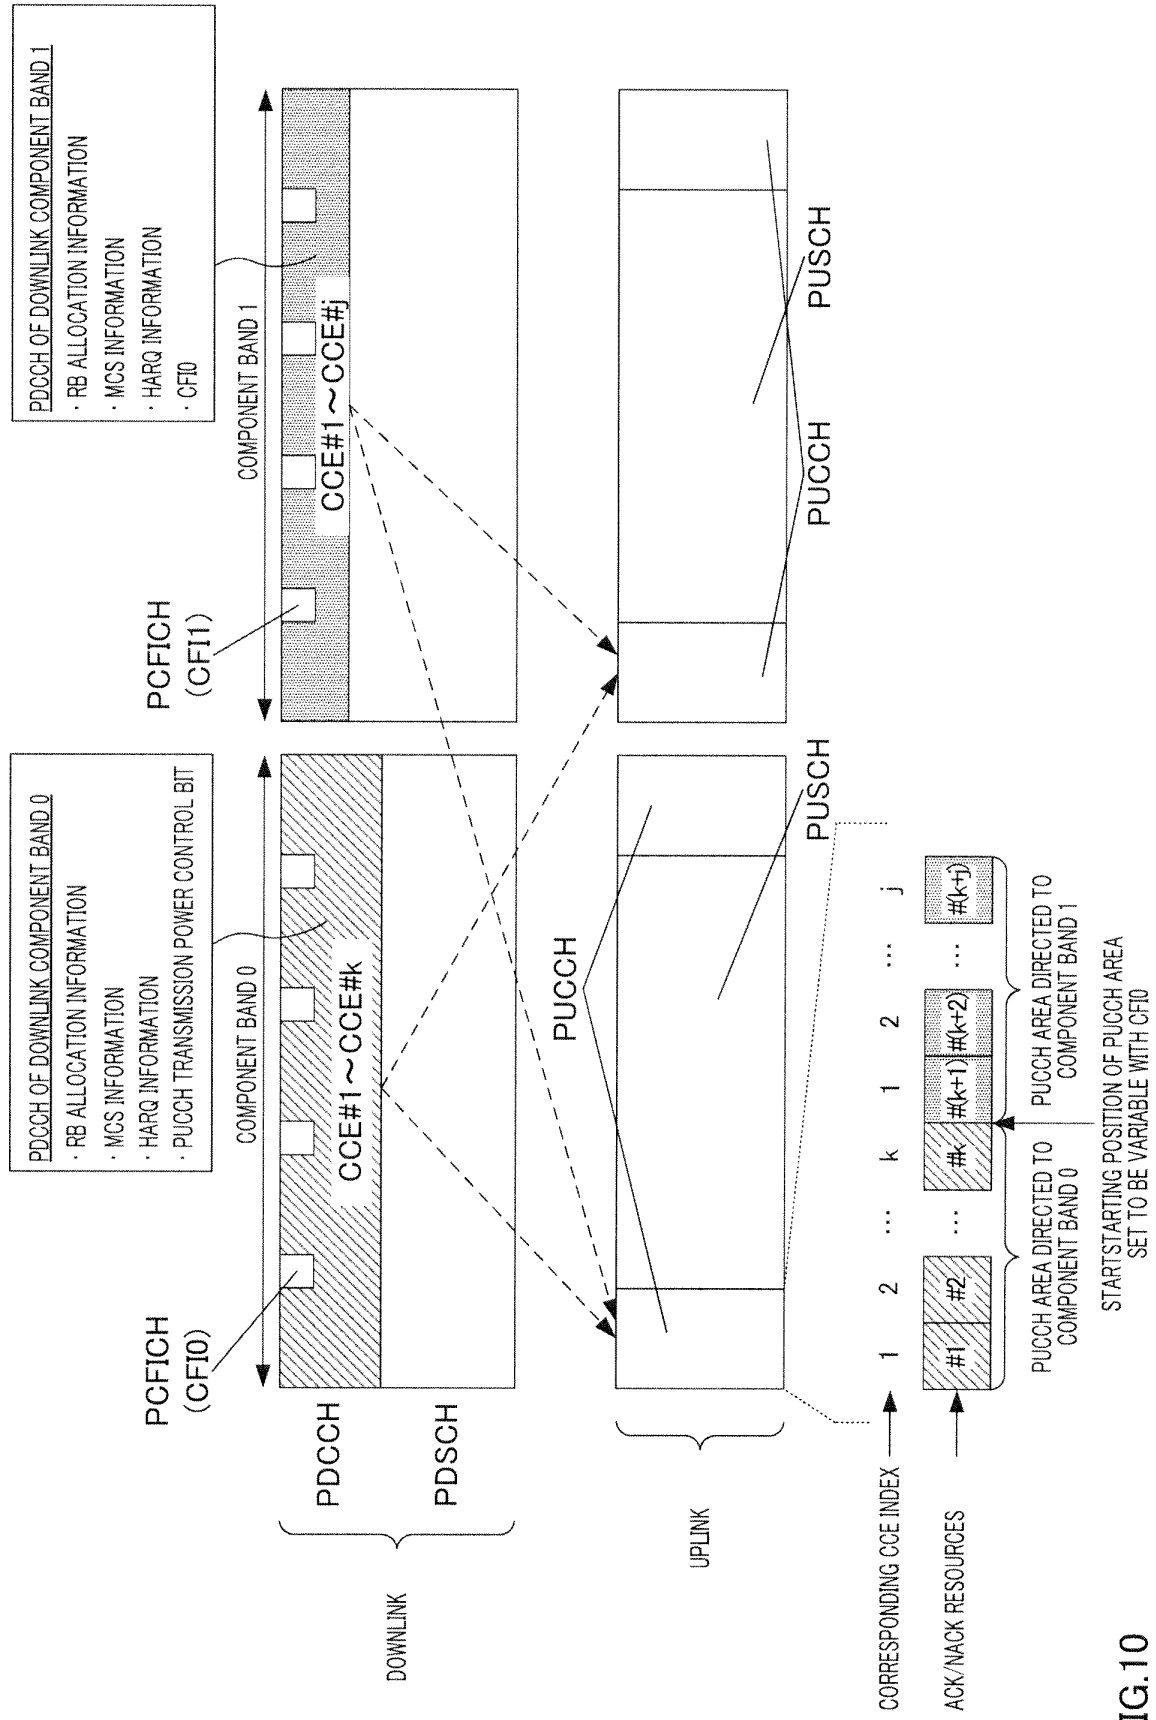 PDCCH OF DOWNLINK COMPONENT BAND 0
· RB ALLOCATION INFORMATION
· MCS INFORMATION
· HARQ INFORMATION
· PUCCH TRANSMISSION POWER CONTROL BIT
PDCCH OF DOWNLINK COMPONENT BAND 1
· RB ALLOCATION INFORMATION
· MCS INFORMATION
· HARQ INFORMATION
· CFI0
PCFICH
(CFI0)
COMPONENT BAND 0
PCFICH
(CFI1)
COMPONENT BAND 1
DOWNLINK
PDCCH
CCE#1~CCE#k
CCE#1~CCE#j
PDSCH
UPLINK
PUCCH
PUSCH
PUCCH
PUSCH
CORRESPONDING CCE INDEX
1 2 ... k 1 2 ... j
ACK/NACK RESOURCES
#1 #2 ... #k #(k+1) #(k+2) ... #(k+j)
PUCCH AREA DIRECTED TO
COMPONENT BAND 0
PUCCH AREA DIRECTED TO
COMPONENT BAND 1
STARTSTARTING POSITION OF PUCCH AREA
SET TO BE VARIABLE WITH CFI0
IG.10